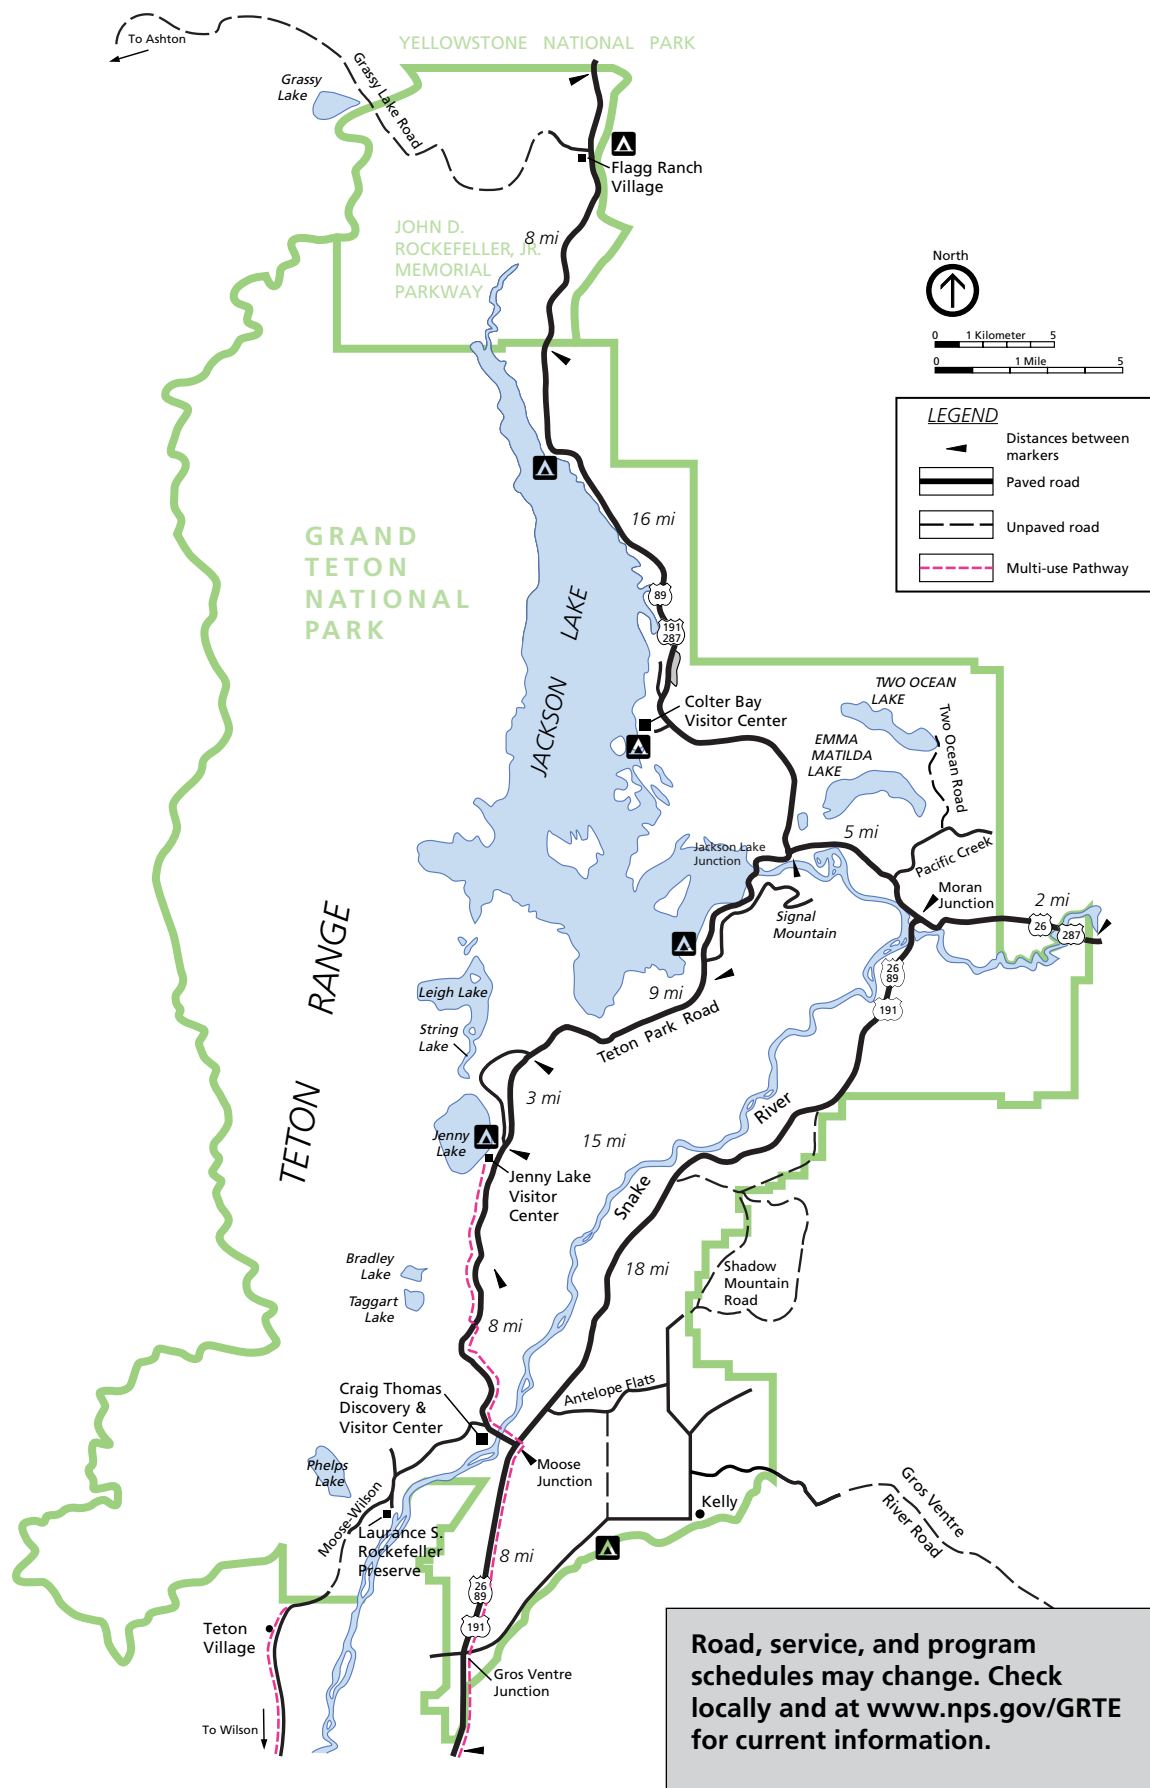 To Ashton
YELLOWSTONE NATIONAL PARK
Grassy
Lake
Grassy Lake Road
Flagg Ranch
Village
JOHN D.
ROCKEFELLER, JR.
MEMORIAL
PARKWAY
8 mi
North
0 1 Kilometer 5
0 1 Mile 5
LEGEND
Distances between
markers
Paved road
Unpaved road
Multi-use Pathway
16 mi
GRAND
TETON
NATIONAL
PARK
89
191
287
JACKSON LAKE
Colter Bay
Visitor Center
TWO OCEAN
LAKE
Two Ocean Road
EMMA
MATILDA
LAKE
5 mi
Jackson Lake
Junction
Pacific Creek
Moran
Junction
2 mi
26
287
Signal
Mountain
26
89
191
TETON RANGE
Leigh Lake
9 mi
String
Lake
Teton Park Road
3 mi
Jenny
Lake
15 mi
Snake River
Jenny Lake
Visitor
Center
Bradley
Lake
Taggart
Lake
18 mi
Shadow
Mountain
Road
8 mi
Craig Thomas
Discovery &
Visitor Center
Antelope Flats
Moose
Junction
Phelps
Lake
Moose-Wilson
Kelly
Gros Ventre
River Road
Laurance S.
Rockefeller
Preserve
8 mi
26
89
191
Teton
Village
Gros Ventre
Junction
To Wilson
Road, service, and program
schedules may change. Check
locally and at www.nps.gov/GRTE
for current information.